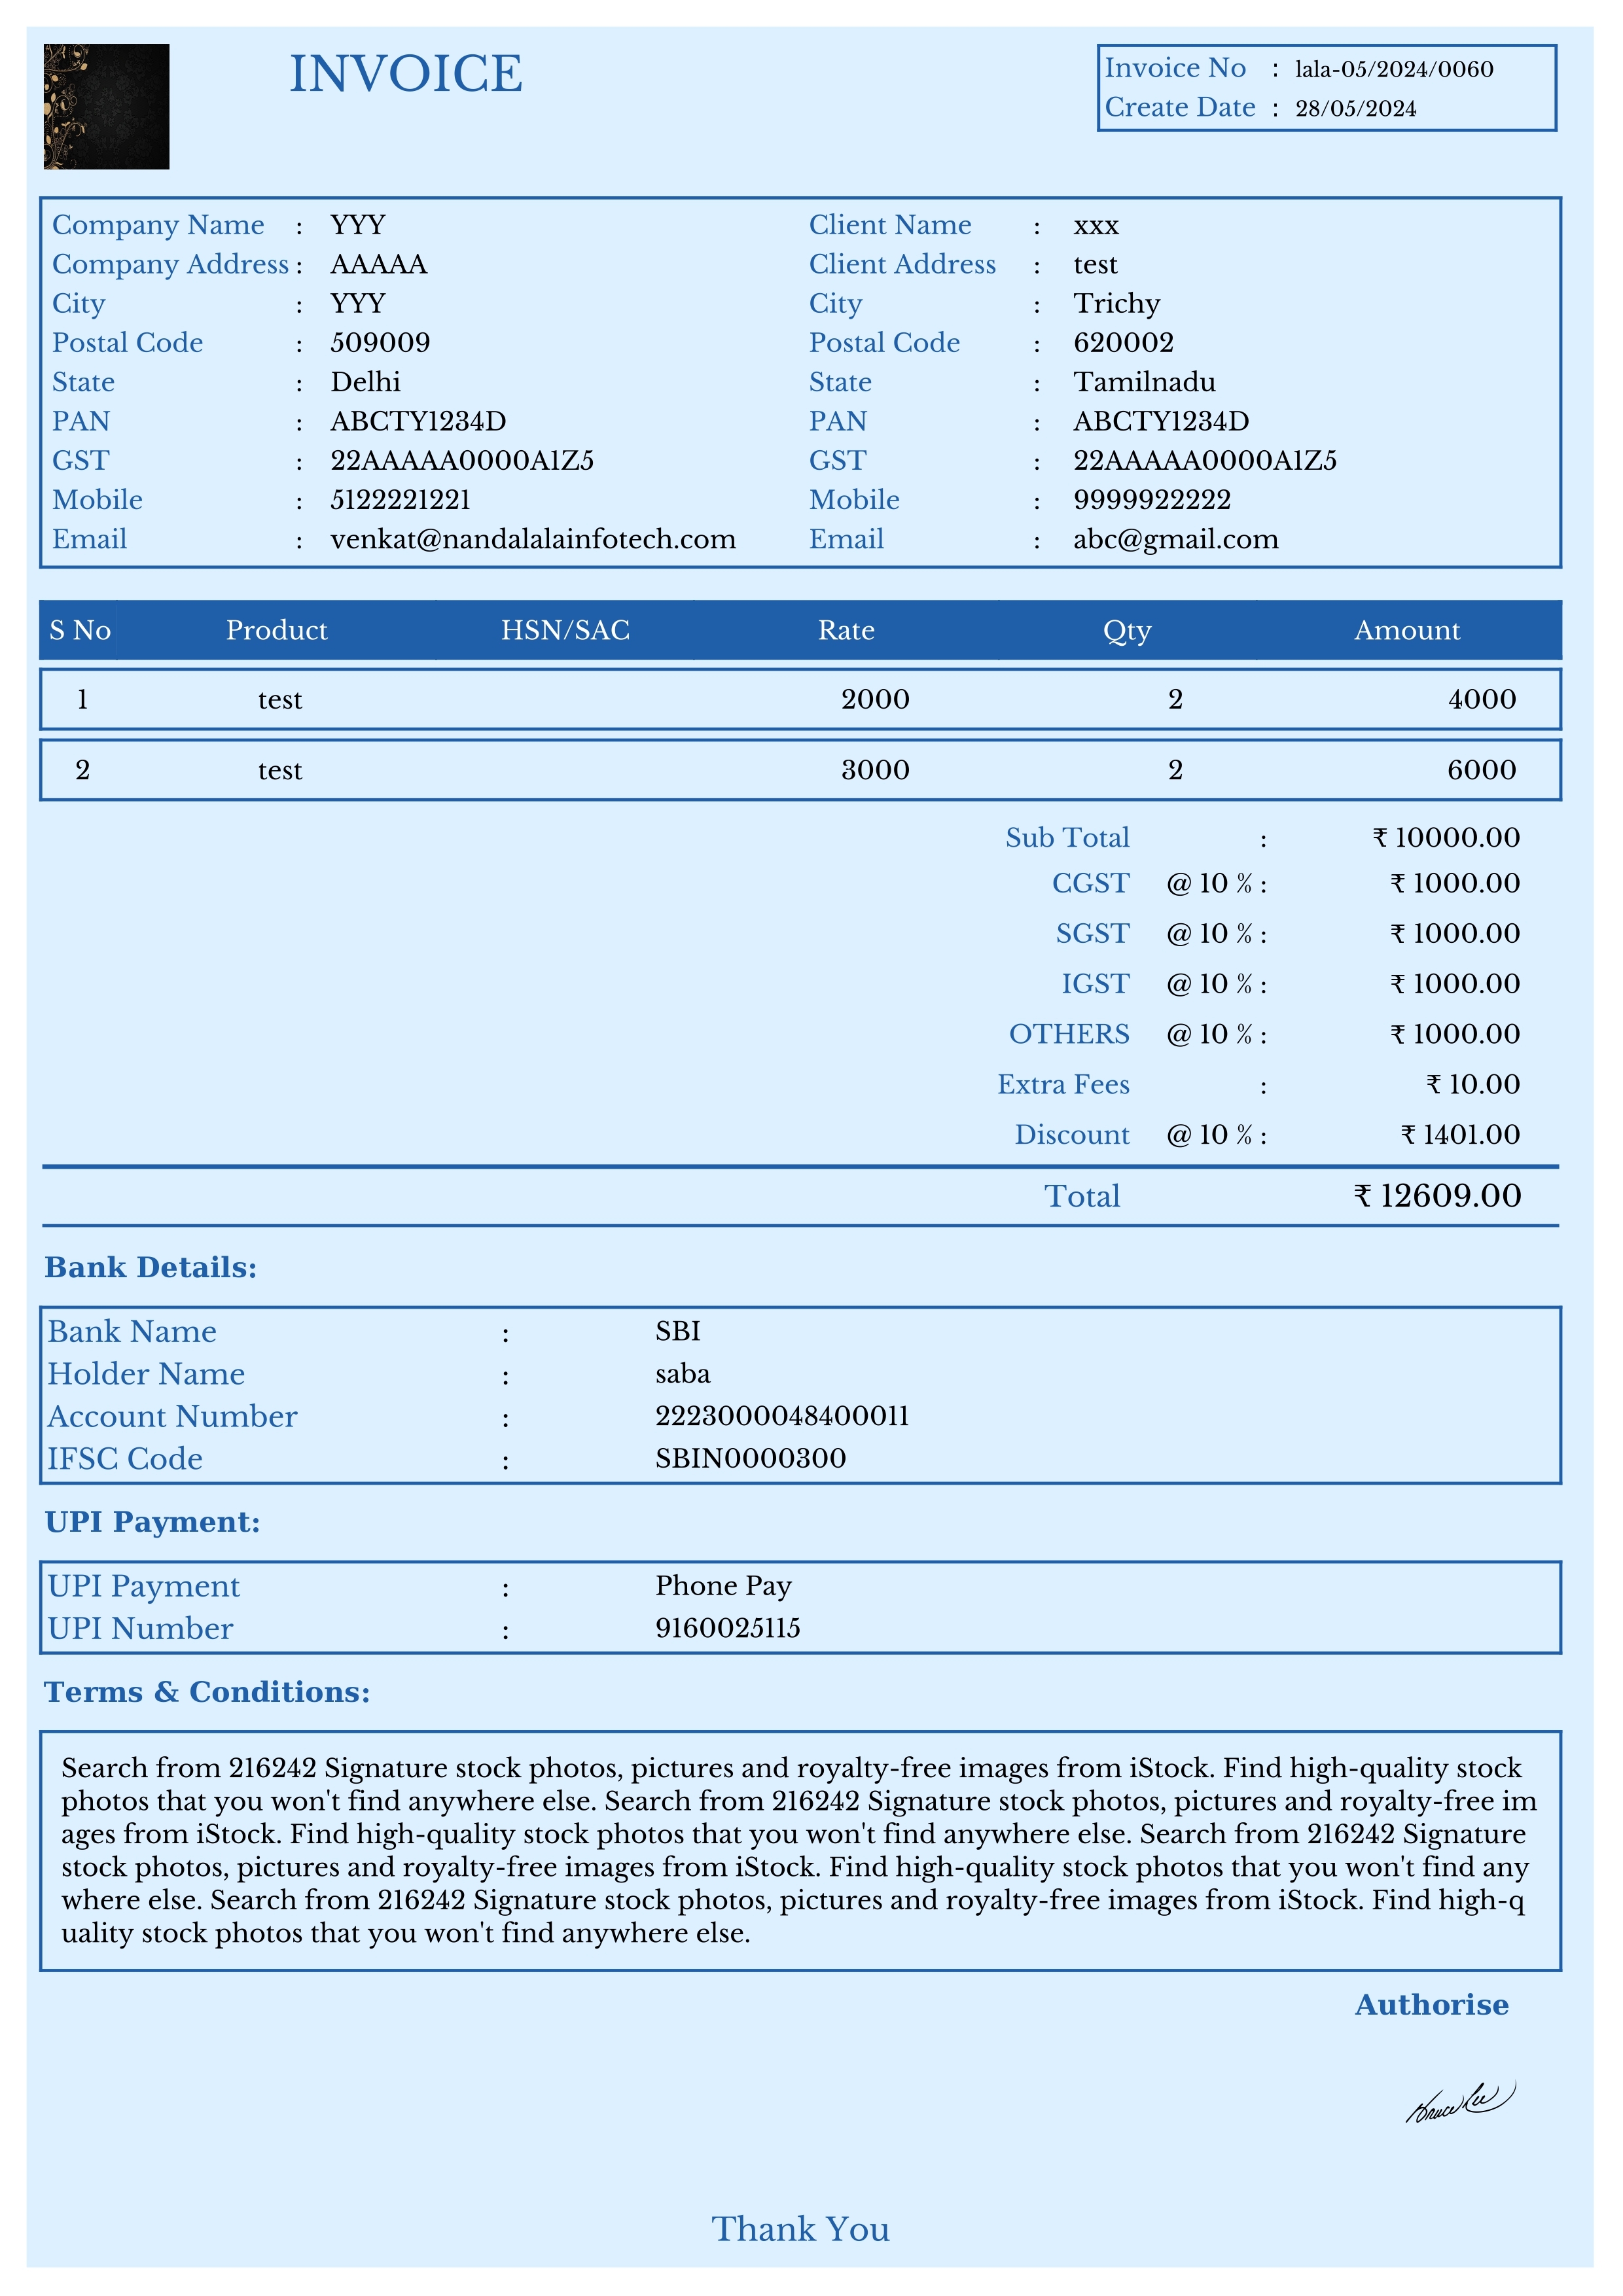 INVOICE
Invoice No : lala-05/2024/0060
Create Date : 28/05/2024
Company Name : YYY
Company Address : AAAAA
City : YYY
Postal Code : 509009
State : Delhi
PAN : ABCTY1234D
GST : 22AAAAA0000A1Z5
Mobile : 5122221221
Email : venkat@nandalalainfotech.com
Client Name : xxx
Client Address : test
City : Trichy
Postal Code : 620002
State : Tamilnadu
PAN : ABCTY1234D
GST : 22AAAAA0000A1Z5
Mobile : 9999922222
Email : abc@gmail.com
S No Product HSN/SAC Rate Qty Amount
1 test 2000 2 4000
2 test 3000 2 6000
Sub Total : ₹ 10000.00
CGST @ 10 % : ₹ 1000.00
SGST @ 10 % : ₹ 1000.00
IGST @ 10 % : ₹ 1000.00
OTHERS @ 10 % : ₹ 1000.00
Extra Fees : ₹ 10.00
Discount @ 10 % : ₹ 1401.00
Total ₹ 12609.00
Bank Details:
Bank Name : SBI
Holder Name : saba
Account Number : 2223000048400011
IFSC Code : SBIN0000300
UPI Payment:
UPI Payment : Phone Pay
UPI Number : 9160025115
Terms & Conditions:
Search from 216242 Signature stock photos, pictures and royalty-free images from iStock. Find high-quality stock
photos that you won't find anywhere else. Search from 216242 Signature stock photos, pictures and royalty-free im
ages from iStock. Find high-quality stock photos that you won't find anywhere else. Search from 216242 Signature
stock photos, pictures and royalty-free images from iStock. Find high-quality stock photos that you won't find any
where else. Search from 216242 Signature stock photos, pictures and royalty-free images from iStock. Find high-q
uality stock photos that you won't find anywhere else.
Authorise
Bruce Lee
Thank You